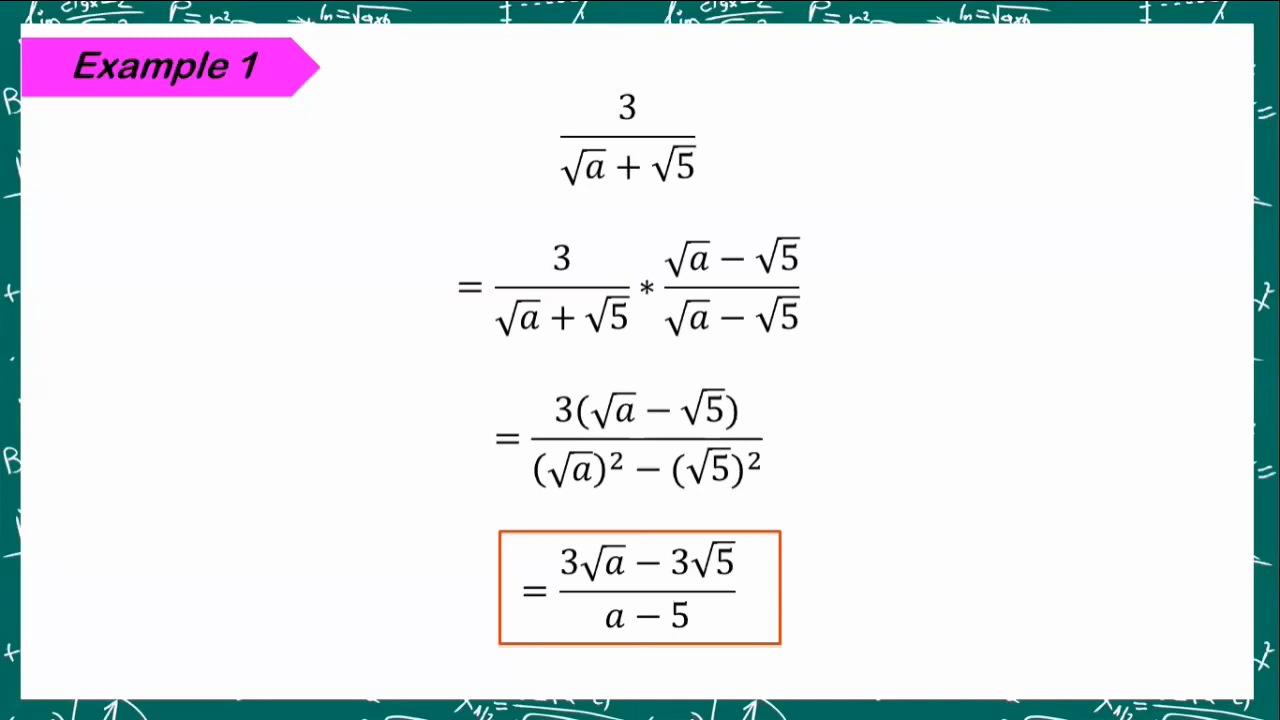 Example 1
3
√a + √5
= 3 / (√a + √5) * (√a − √5) / (√a − √5)
= 3(√a − √5) / ((√a)² − (√5)²)
= (3√a − 3√5) / (a − 5)